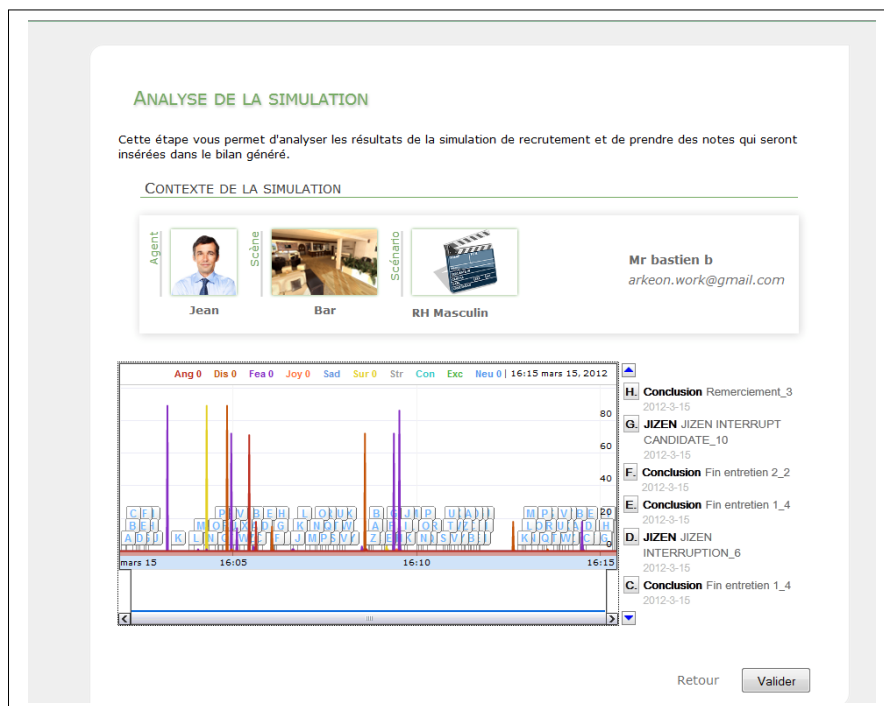 ANALYSE DE LA SIMULATION
Cette étape vous permet d'analyser les résultats de la simulation de recrutement et de prendre des notes qui seront
insérées dans le bilan généré.
CONTEXTE DE LA SIMULATION
Agent
Jean
Scène
Bar
Scénario
RH Masculin
Mr bastien b
arkeon.work@gmail.com
Ang 0 Dis 0 Fea 0 Joy 0 Sad Sur 0 Str Con Exc Neu 0 | 16:15 mars 15, 2012
80
60
40
20
0
mars 15 16:05 16:10 16:15
H. Conclusion Remerciement_3
2012-3-15
G. JIZEN JIZEN INTERRUPT
CANDIDATE_10
2012-3-15
F. Conclusion Fin entretien 2_2
2012-3-15
E. Conclusion Fin entretien 1_4
2012-3-15
D. JIZEN JIZEN
INTERRUPTION_6
2012-3-15
C. Conclusion Fin entretien 1_4
2012-3-15
Retour Valider